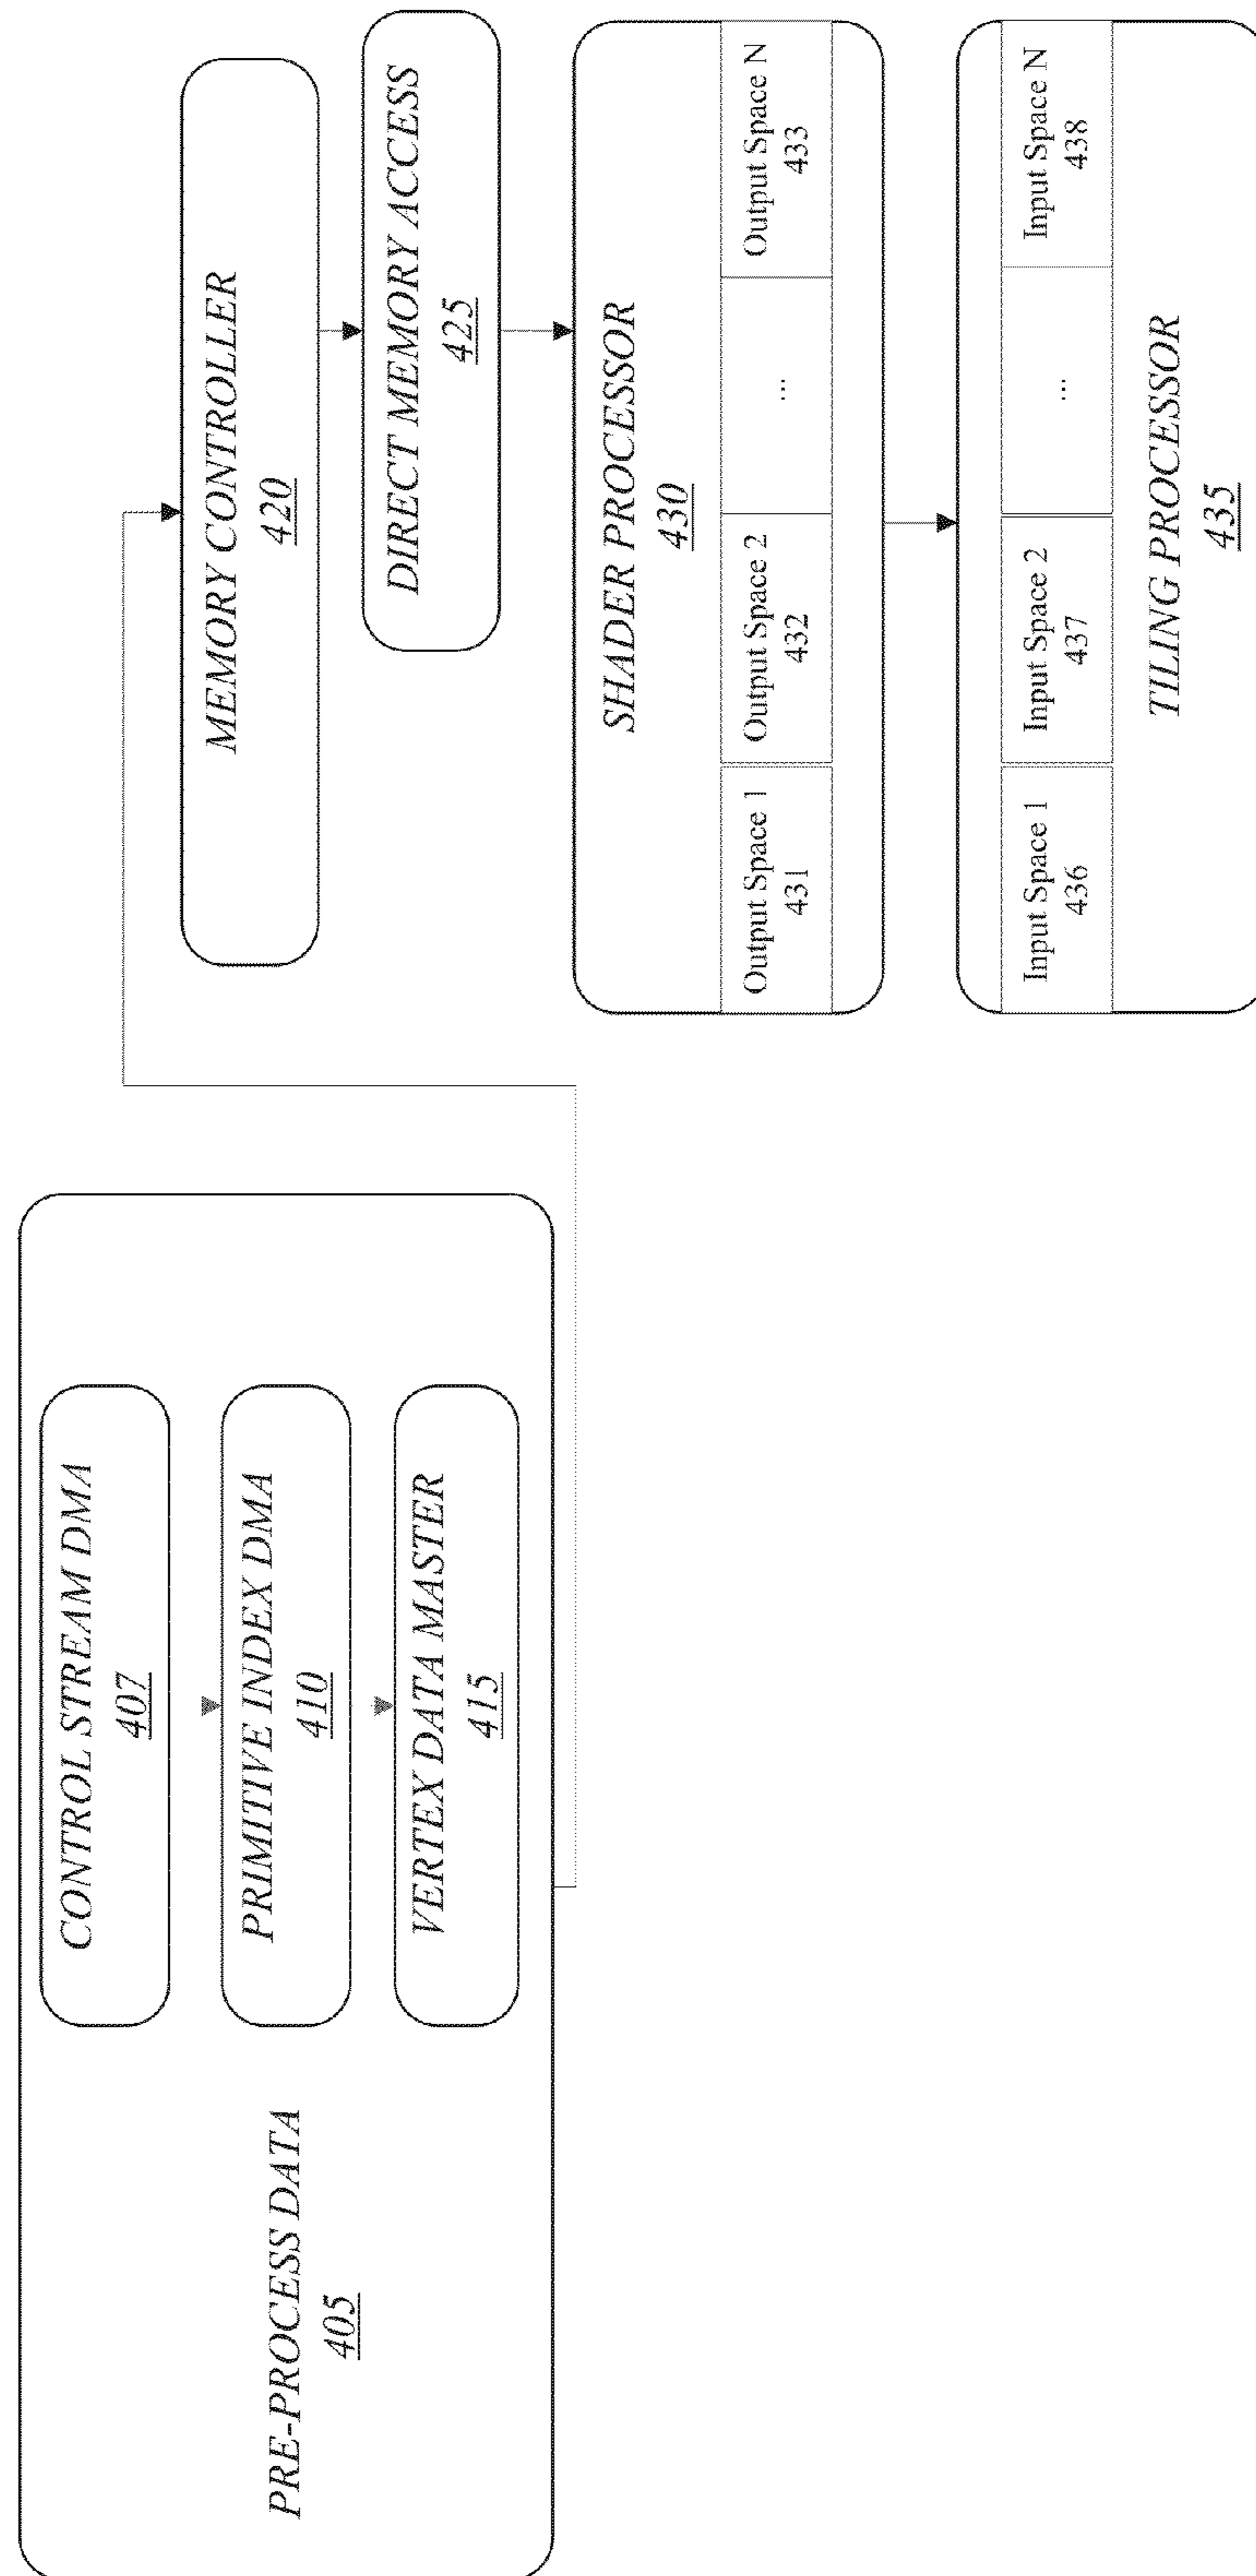 PRE-PROCESS DATA
405
CONTROL STREAM DMA
407
PRIMITIVE INDEX DMA
410
VERTEX DATA MASTER
415
MEMORY CONTROLLER
420
DIRECT MEMORY ACCESS
425
SHADER PROCESSOR
430
Output Space 1
431
Output Space 2
432
...
Output Space N
433
Input Space 1
436
Input Space 2
437
...
Input Space N
438
TILING PROCESSOR
435